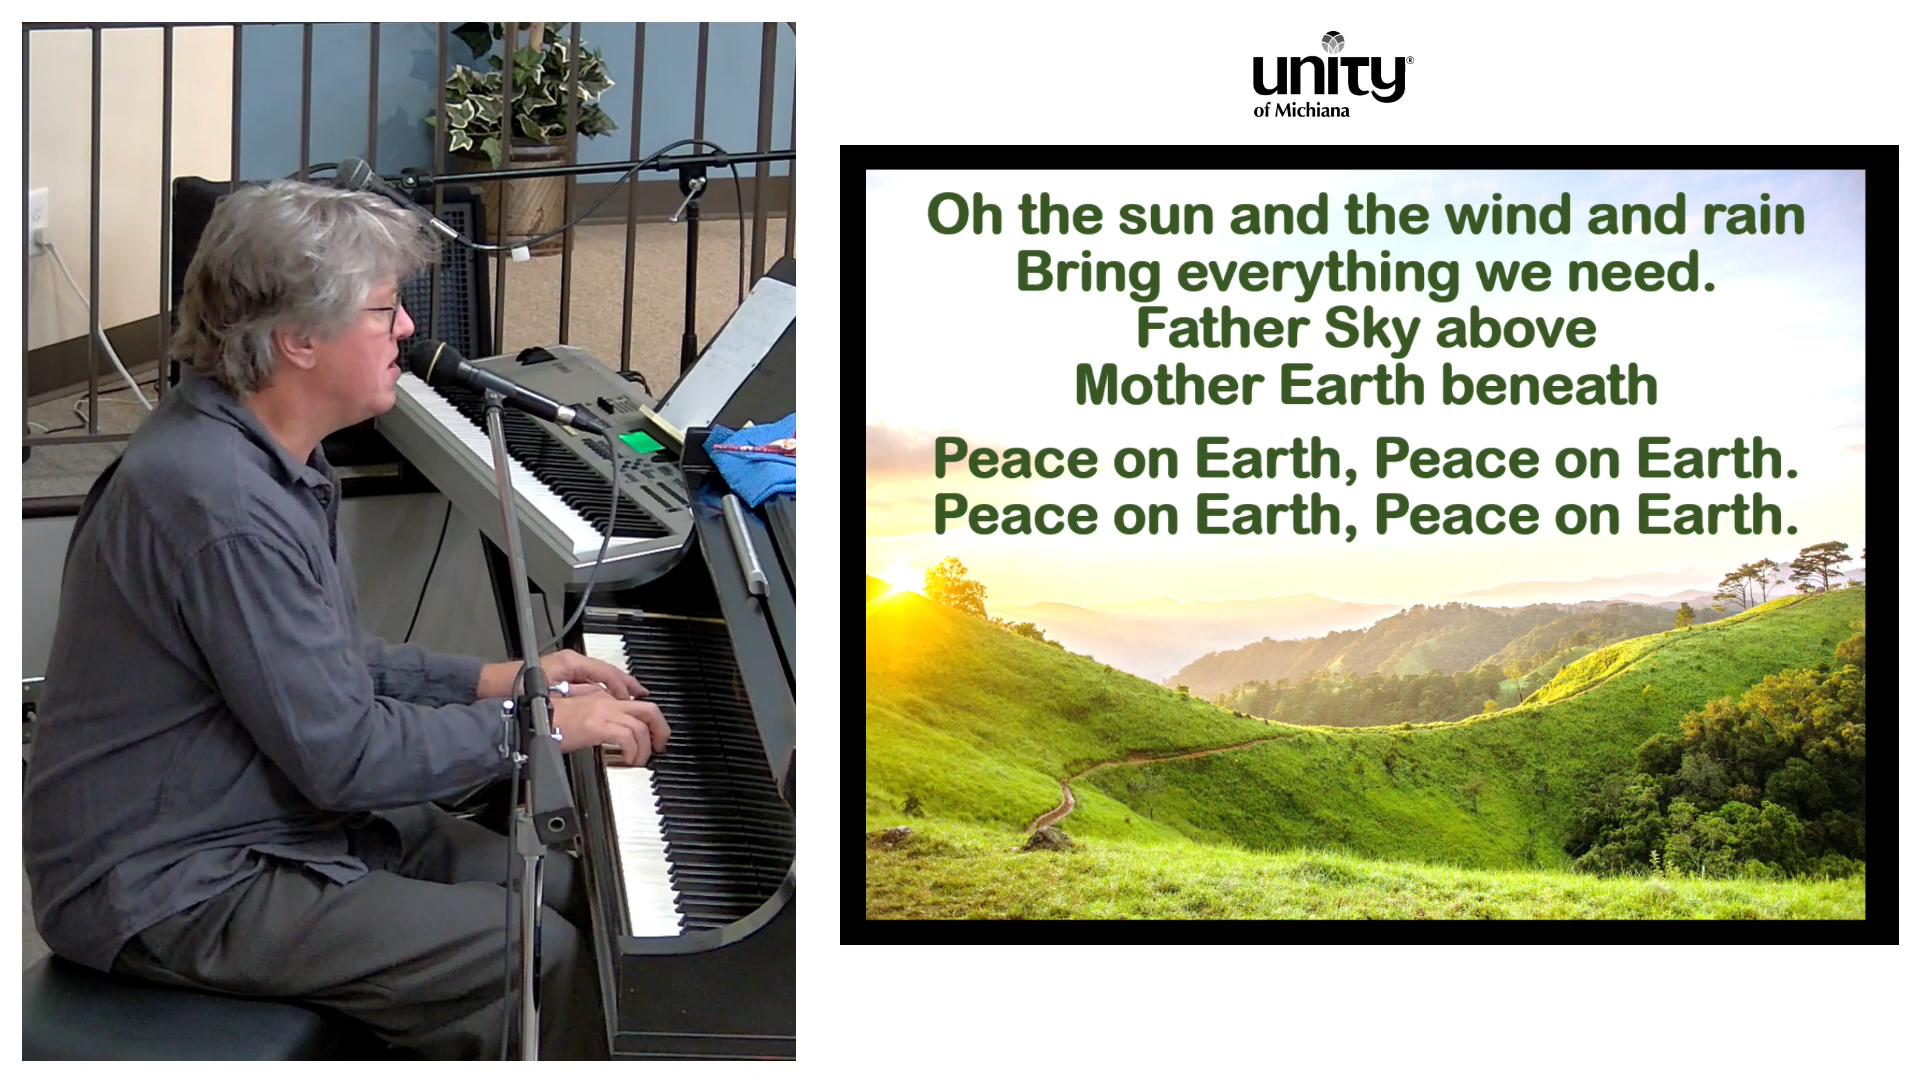 unity®
of Michiana
Oh the sun and the wind and rain
Bring everything we need.
Father Sky above
Mother Earth beneath
Peace on Earth, Peace on Earth.
Peace on Earth, Peace on Earth.